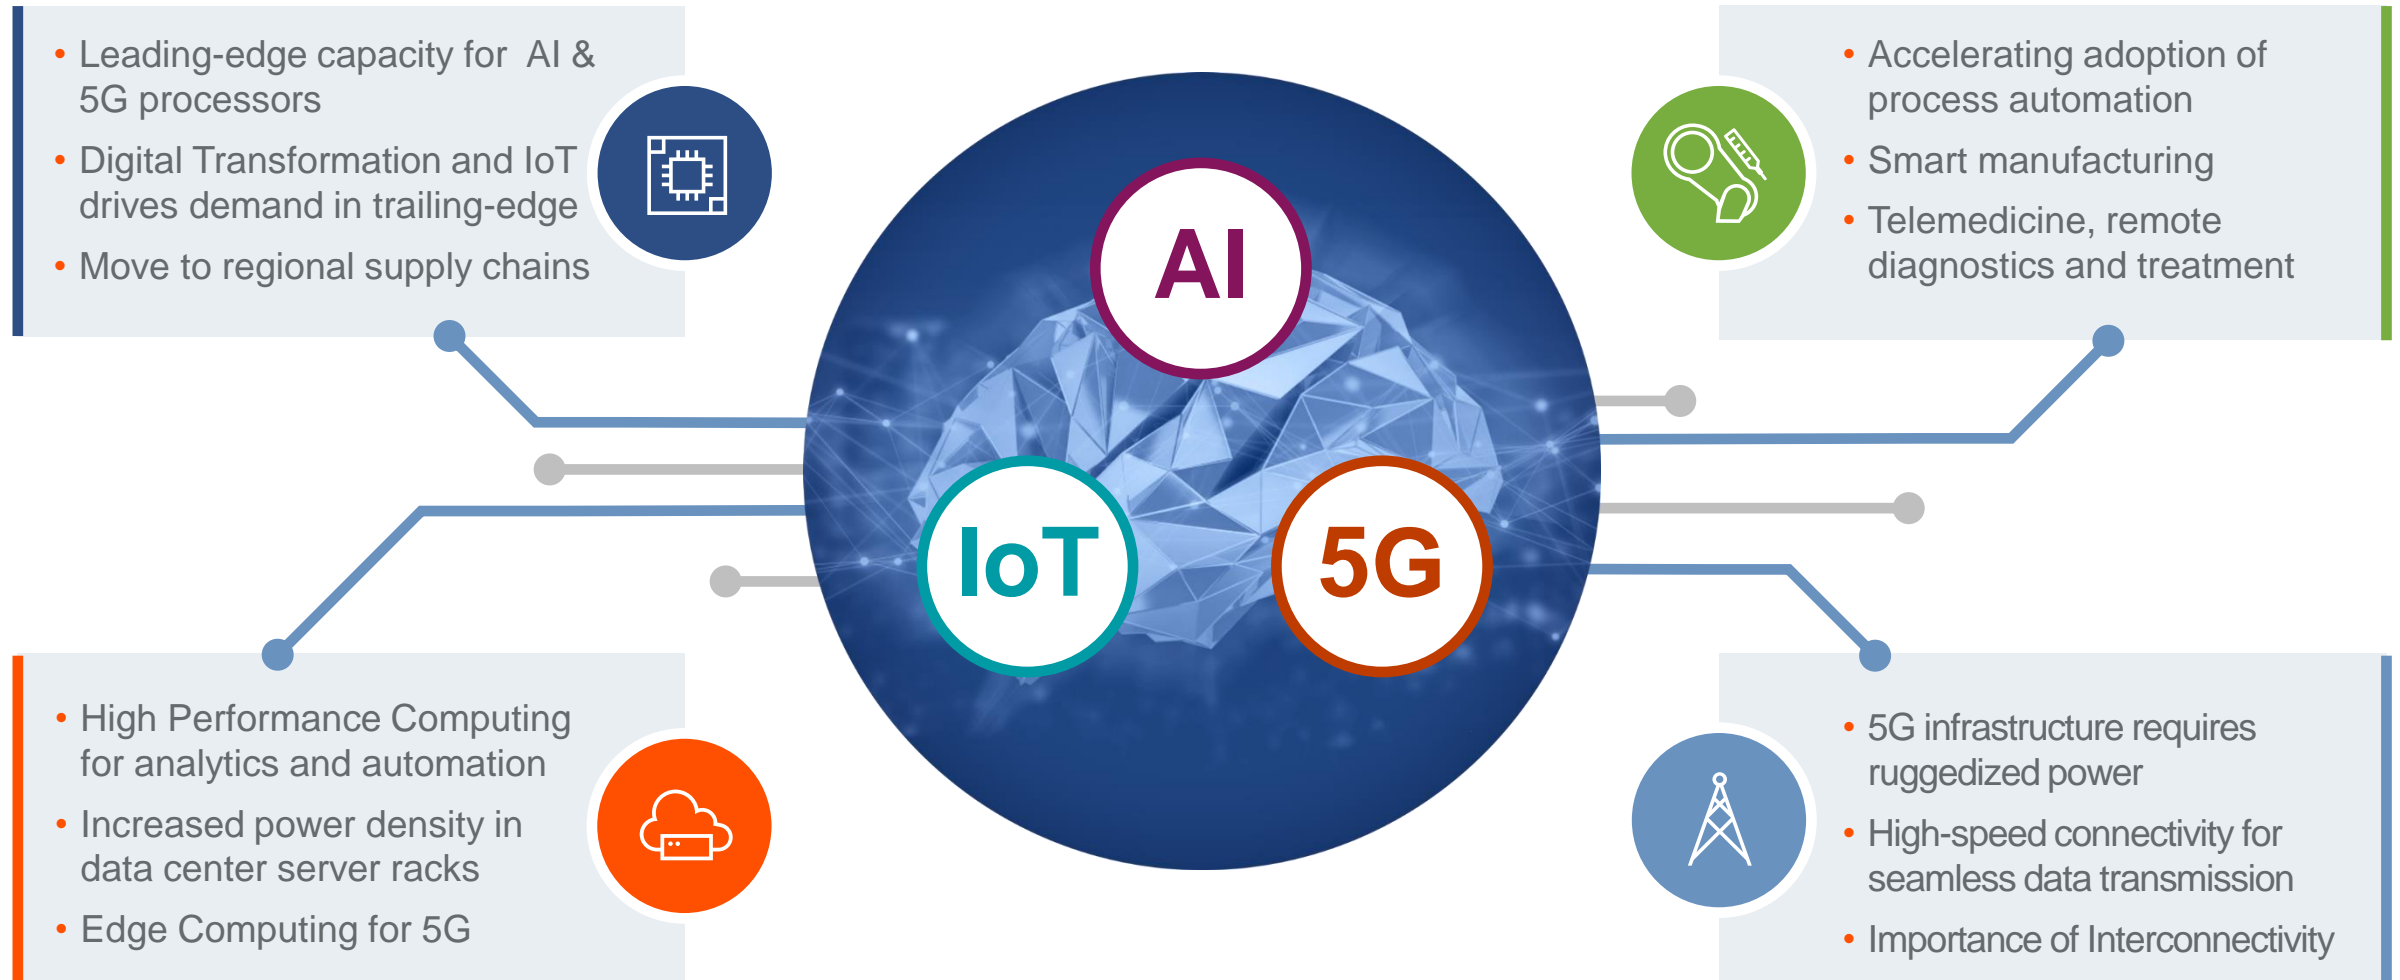 • Leading-edge capacity for AI &
5G processors
• Digital Transformation and IoT
drives demand in trailing-edge
• Move to regional supply chains
• Accelerating adoption of
process automation
• Smart manufacturing
• Telemedicine, remote
diagnostics and treatment
AI
IoT
5G
• High Performance Computing
for analytics and automation
• Increased power density in
data center server racks
• Edge Computing for 5G
• 5G infrastructure requires
ruggedized power
• High-speed connectivity for
seamless data transmission
• Importance of Interconnectivity